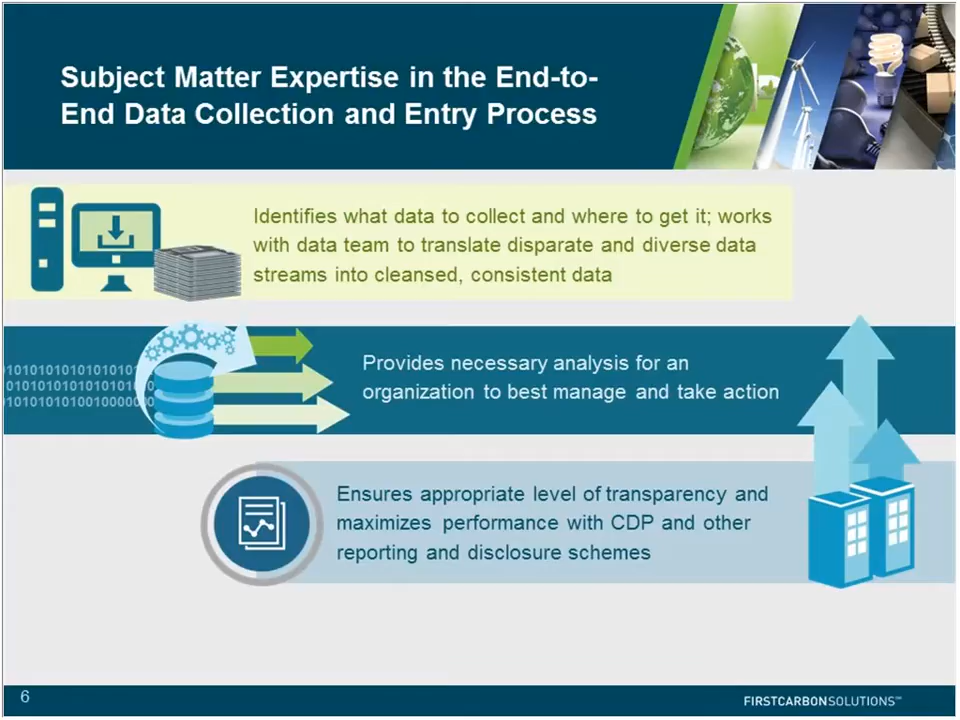 Subject Matter Expertise in the End-to-
End Data Collection and Entry Process
Identifies what data to collect and where to get it; works
with data team to translate disparate and diverse data
streams into cleansed, consistent data
Provides necessary analysis for an
organization to best manage and take action
Ensures appropriate level of transparency and
maximizes performance with CDP and other
reporting and disclosure schemes
6
FIRSTCARBONSOLUTIONS℠